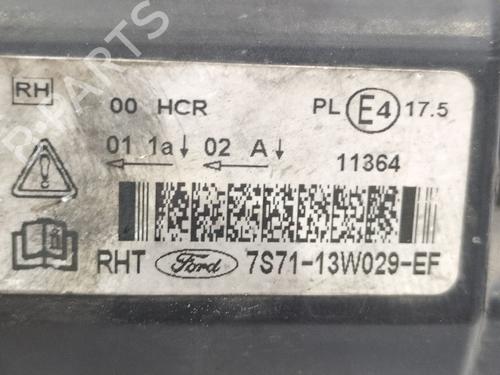 RH 00 HCR PL E4 17.5
01 1a↓ 02 A↓ 11364
RHT Ford 7S71-13W029-EF
B-PARTS